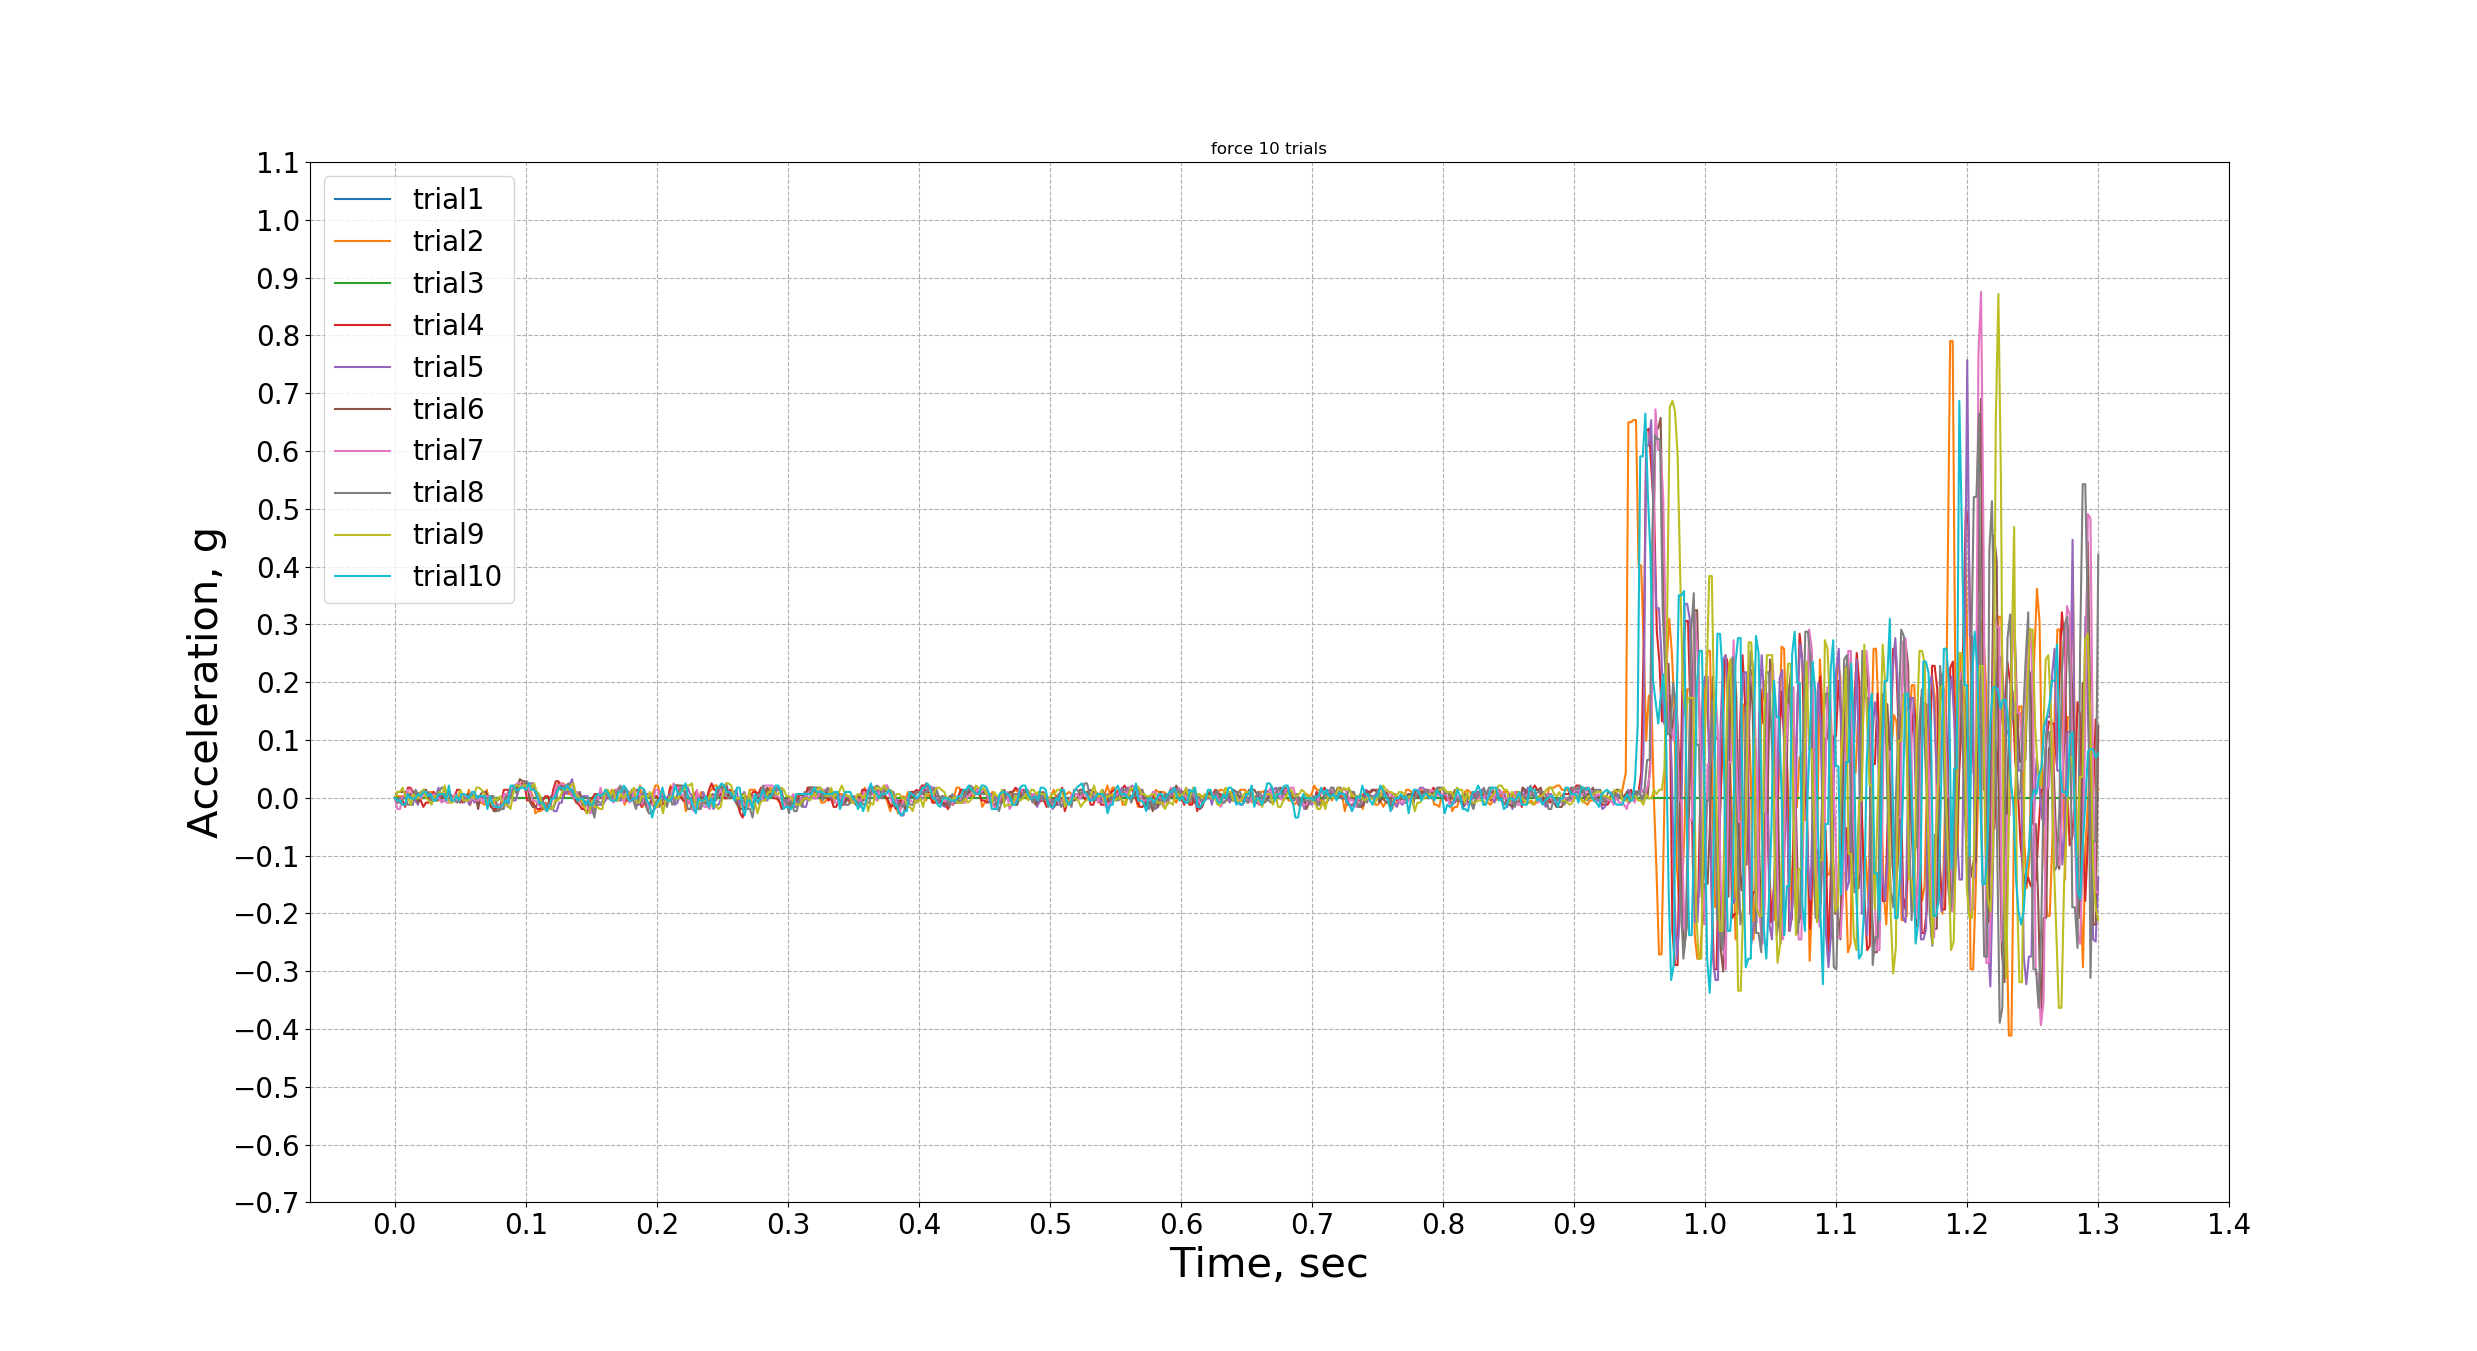 force 10 trials
1.1
1.0
0.9
0.8
0.7
0.6
0.5
0.4
0.3
0.2
0.1
0.0
−0.1
−0.2
−0.3
−0.4
−0.5
−0.6
−0.7
Acceleration, g
trial1
trial2
trial3
trial4
trial5
trial6
trial7
trial8
trial9
trial10
0.0 0.1 0.2 0.3 0.4 0.5 0.6 0.7 0.8 0.9 1.0 1.1 1.2 1.3 1.4
Time, sec